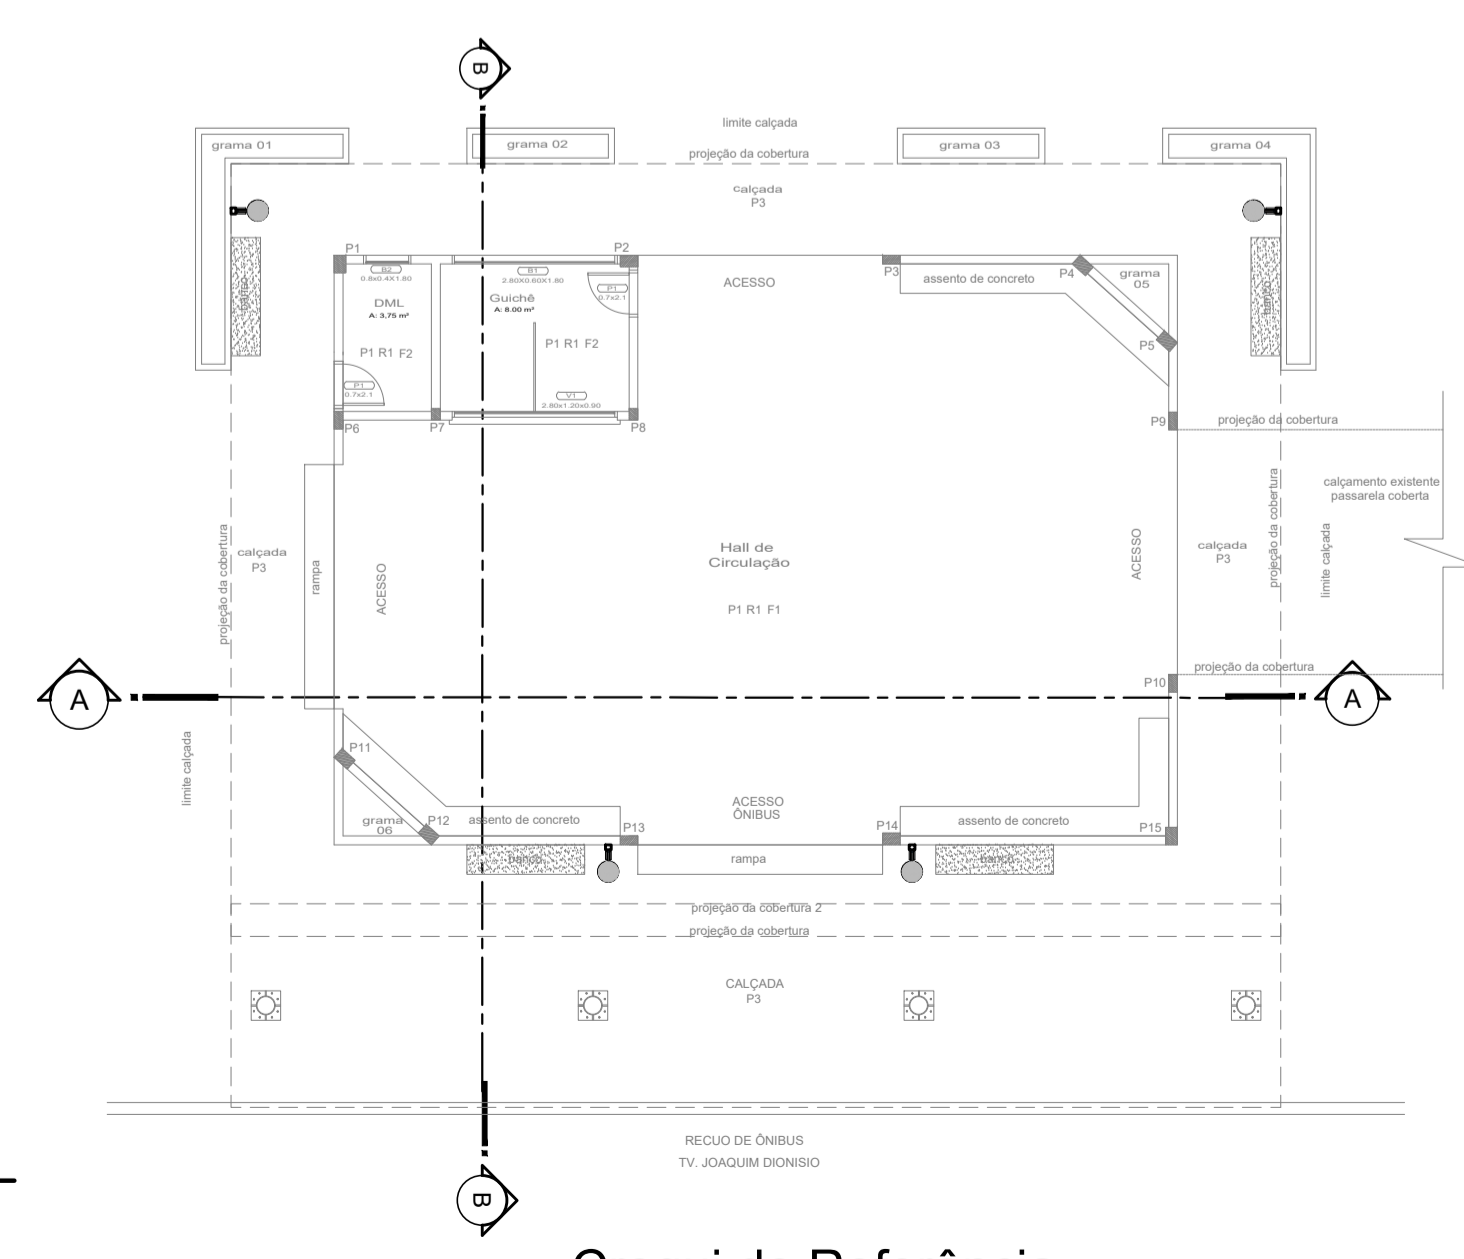 B
limite calçada
grama 01
grama 02
grama 03
grama 04
projeção da cobertura
calçada
P3
P1
P2
B2
0.8x0.4X1.80
B1
2.80X0.60X1.80
P1
0.7x2.1
DML
A: 3,75 m²
Guichê
A: 8.00 m²
ACESSO
P3
assento de concreto
P4
grama
05
P5
banco
banco
P1 R1 F2
P1 R1 F2
P1
0.7x2.1
V1
2.80x1.20x0.90
P6
P7
P8
P9
projeção da cobertura
calçamento existente
passarela coberta
projeção da cobertura
calçada
P3
rampa
ACESSO
Hall de
Circulação
P1 R1 F1
ACESSO
calçada
P3
projeção da cobertura
limite calçada
projeção da cobertura
P10
A
A
limite calçada
P11
grama
06
P12
assento de concreto
P13
ACESSO
ÔNIBUS
P14
assento de concreto
P15
banco
rampa
banco
projeção da cobertura 2
projeção da cobertura
CALÇADA
P3
RECUO DE ÔNIBUS
TV. JOAQUIM DIONISIO
B